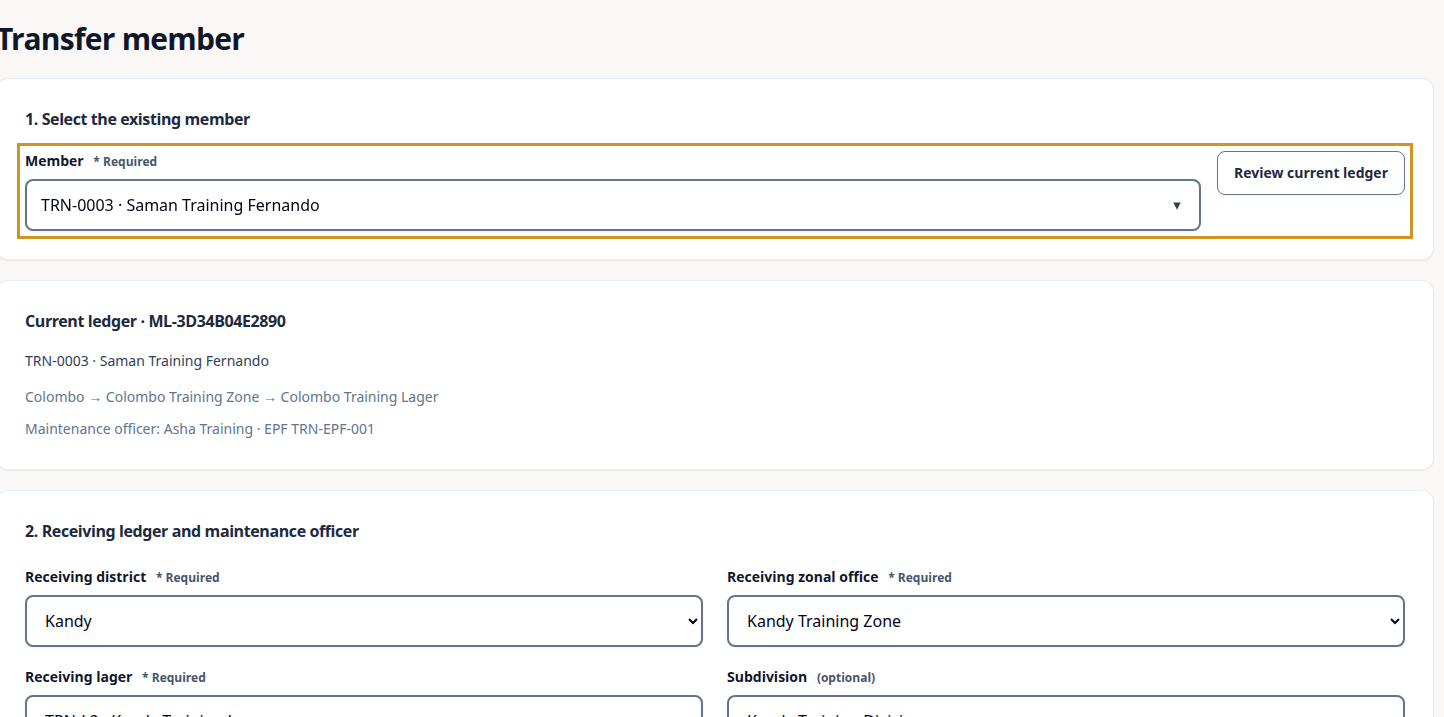 Transfer member
1. Select the existing member
Member * Required
Review current ledger
TRN-0003 · Saman Training Fernando ▼
Current ledger · ML-3D34B04E2890
TRN-0003 · Saman Training Fernando
Colombo → Colombo Training Zone → Colombo Training Lager
Maintenance officer: Asha Training · EPF TRN-EPF-001
2. Receiving ledger and maintenance officer
Receiving district * Required
Receiving zonal office * Required
Kandy
Kandy Training Zone
Receiving lager * Required
Subdivision (optional)